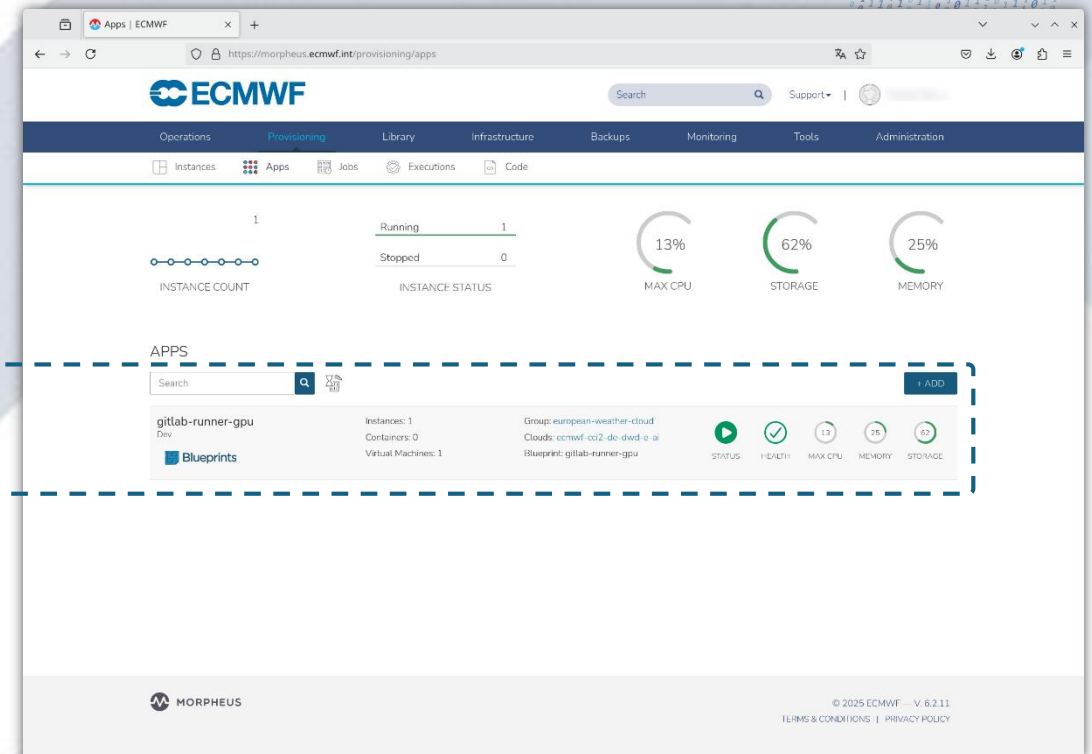 Apps | ECMWF
https://morpheus.ecmwf.int/provisioning/apps
ECMWF
Search
Support
Operations
Provisioning
Library
Infrastructure
Backups
Monitoring
Tools
Administration
Instances
Apps
Jobs
Executions
Code
1
INSTANCE COUNT
Running 1
Stopped 0
INSTANCE STATUS
13%
MAX CPU
62%
STORAGE
25%
MEMORY
APPS
Search
+ ADD
gitlab-runner-gpu
Dev
Blueprints
Instances: 1
Containers: 0
Virtual Machines: 1
Group: european-weather-cloud
Clouds: ecmwf-cci2-de-dwd-e-ai
Blueprint: gitlab-runner-gpu
STATUS
HEALTH
13
MAX CPU
25
MEMORY
62
STORAGE
MORPHEUS
© 2025 ECMWF — V. 6.2.11
TERMS & CONDITIONS | PRIVACY POLICY